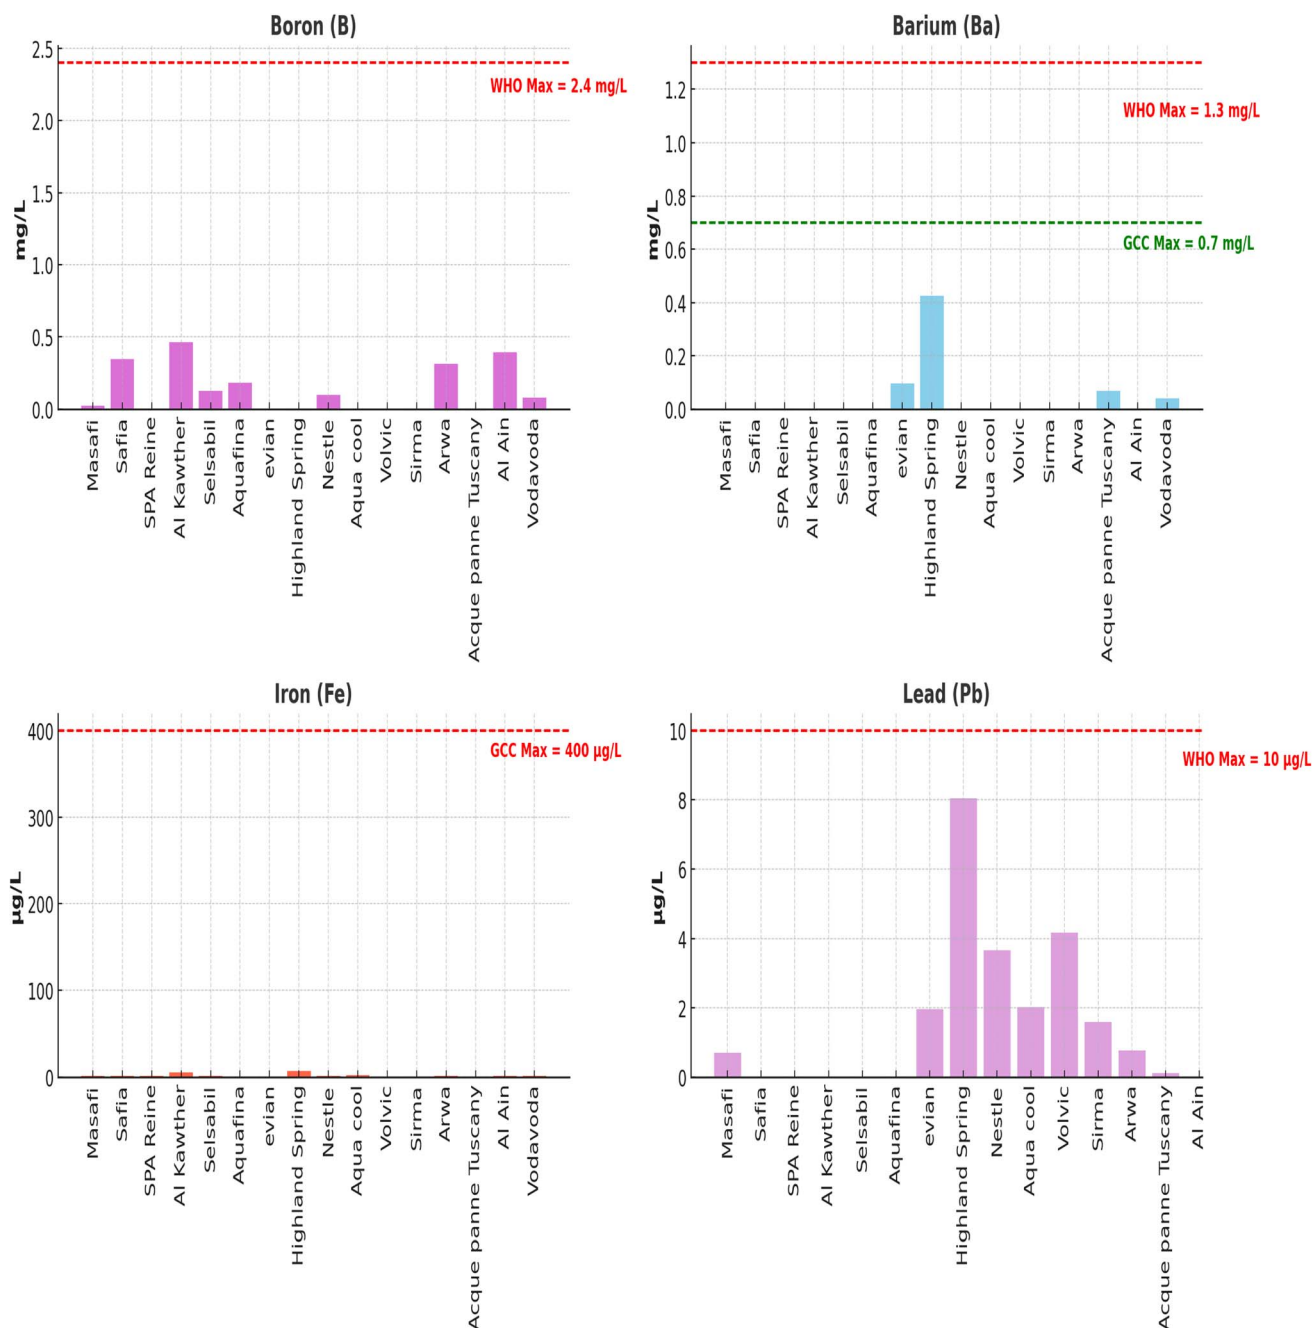 Boron (B)
mg/L
2.5
2.0
1.5
1.0
0.5
0.0
WHO Max = 2.4 mg/L
Masafi
Safia
SPA Reine
Al Kawther
Selsabil
Aquafina
evian
Highland Spring
Nestle
Aqua cool
Volvic
Sirma
Arwa
Acque panne Tuscany
Al Ain
Vodavoda
Barium (Ba)
mg/L
1.2
1.0
0.8
0.6
0.4
0.2
0.0
WHO Max = 1.3 mg/L
GCC Max = 0.7 mg/L
Masafi
Safia
SPA Reine
Al Kawther
Selsabil
Aquafina
evian
Highland Spring
Nestle
Aqua cool
Volvic
Sirma
Arwa
Acque panne Tuscany
Al Ain
Vodavoda
Iron (Fe)
µg/L
400
300
200
100
0
GCC Max = 400 µg/L
Masafi
Safia
SPA Reine
Al Kawther
Selsabil
Aquafina
evian
Highland Spring
Nestle
Aqua cool
Volvic
Sirma
Arwa
Acque panne Tuscany
Al Ain
Vodavoda
Lead (Pb)
µg/L
10
8
6
4
2
0
WHO Max = 10 µg/L
Masafi
Safia
SPA Reine
Al Kawther
Selsabil
Aquafina
evian
Highland Spring
Nestle
Aqua cool
Volvic
Sirma
Arwa
Acque panne Tuscany
Al Ain